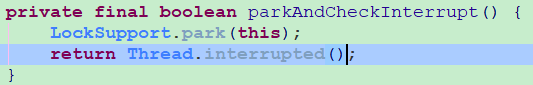 private final boolean parkAndCheckInterrupt() {
    LockSupport.park(this);
    return Thread.interrupted();
}